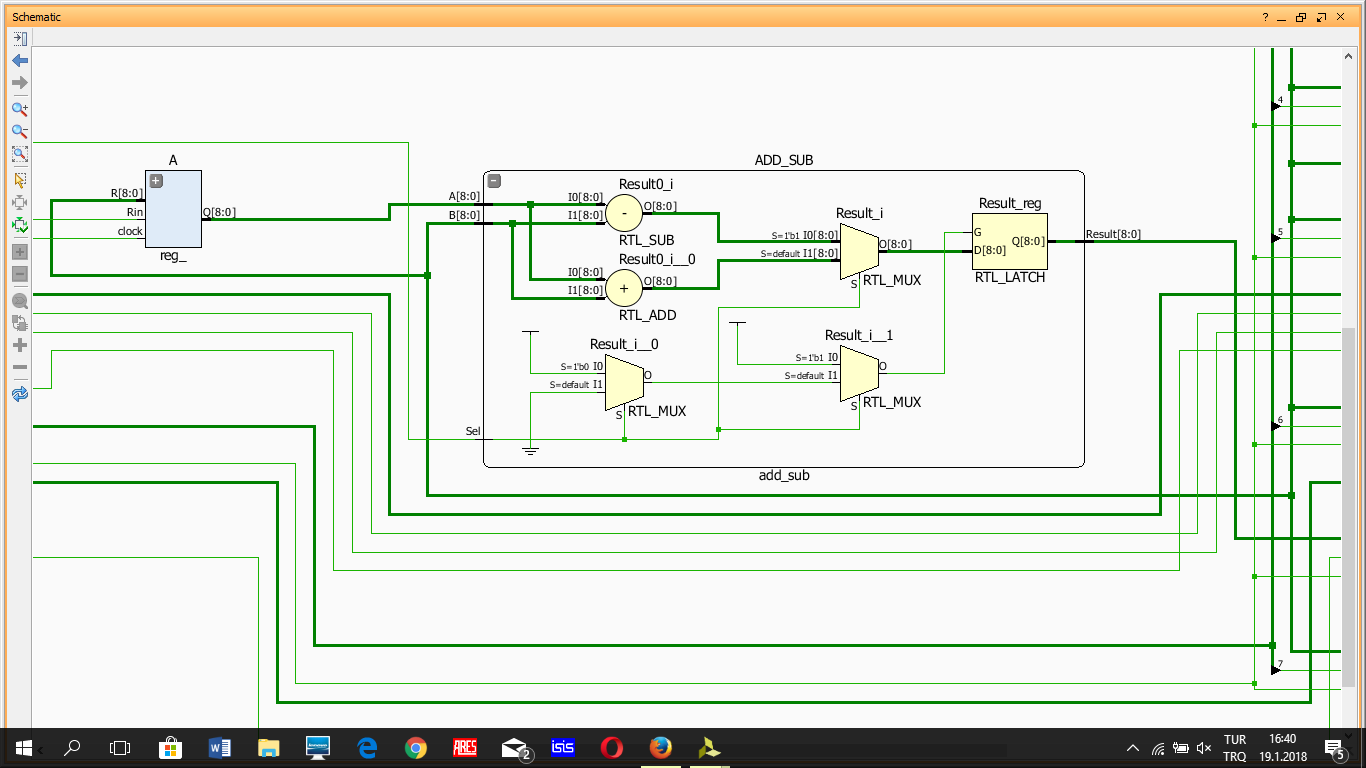 Schematic
?
4
A
R[8:0]
Rin
clock
Q[8:0]
reg_
ADD_SUB
A[8:0]
B[8:0]
Result0_i
I0[8:0]
I1[8:0]
-
O[8:0]
RTL_SUB
Result0_i__0
I0[8:0]
I1[8:0]
+
O[8:0]
RTL_ADD
Result_i
S=1'b1 I0[8:0]
S=default I1[8:0]
O[8:0]
S
RTL_MUX
Result_reg
G
D[8:0]
Q[8:0]
RTL_LATCH
Result[8:0]
5
Result_i__0
S=1'b0 I0
S=default I1
O
S
RTL_MUX
Result_i__1
S=1'b1 I0
S=default I1
O
S
RTL_MUX
Sel
add_sub
6
7
ARES
2
isis
TUR
TRQ
16:40
19.1.2018
5